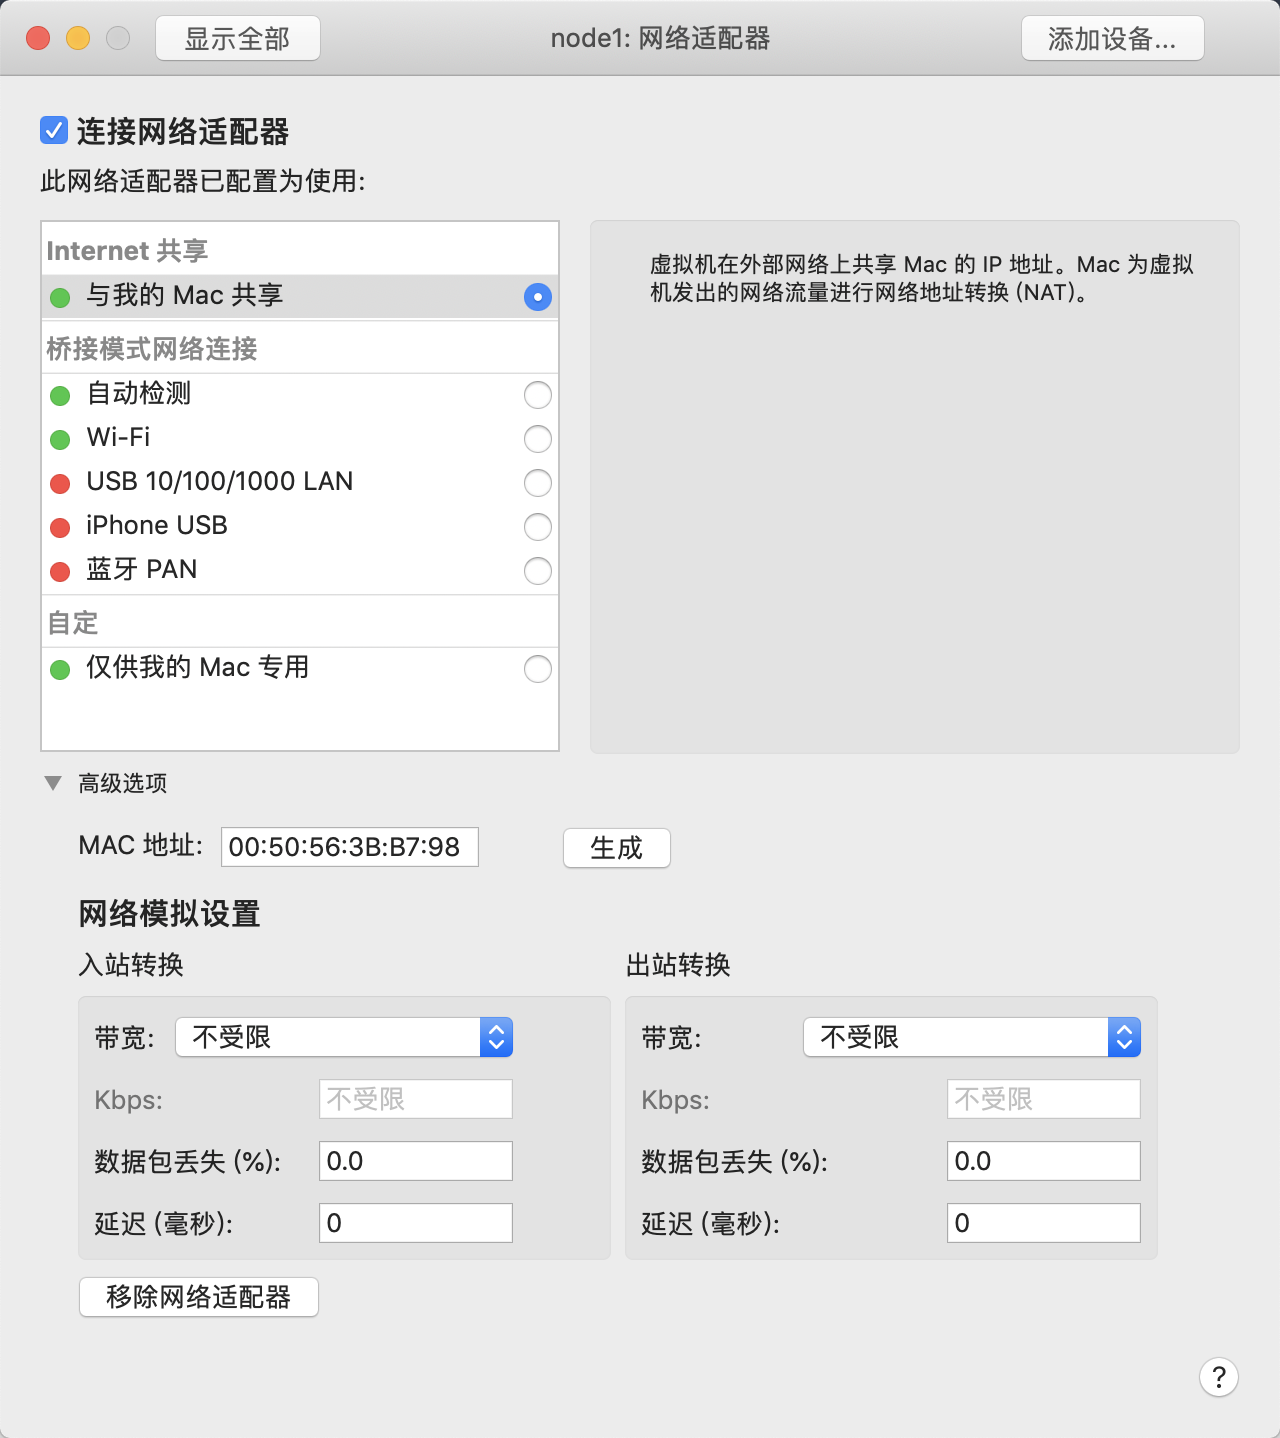 显示全部
node1: 网络适配器
添加设备...
连接网络适配器
此网络适配器已配置为使用:
Internet 共享
与我的 Mac 共享
桥接模式网络连接
自动检测
Wi-Fi
USB 10/100/1000 LAN
iPhone USB
蓝牙 PAN
自定
仅供我的 Mac 专用
虚拟机在外部网络上共享 Mac 的 IP 地址。Mac 为虚拟
机发出的网络流量进行网络地址转换 (NAT)。
高级选项
MAC 地址: 00:50:56:3B:B7:98 生成
网络模拟设置
入站转换
带宽: 不受限
Kbps: 不受限
数据包丢失 (%): 0.0
延迟 (毫秒): 0
出站转换
带宽: 不受限
Kbps: 不受限
数据包丢失 (%): 0.0
延迟 (毫秒): 0
移除网络适配器
?